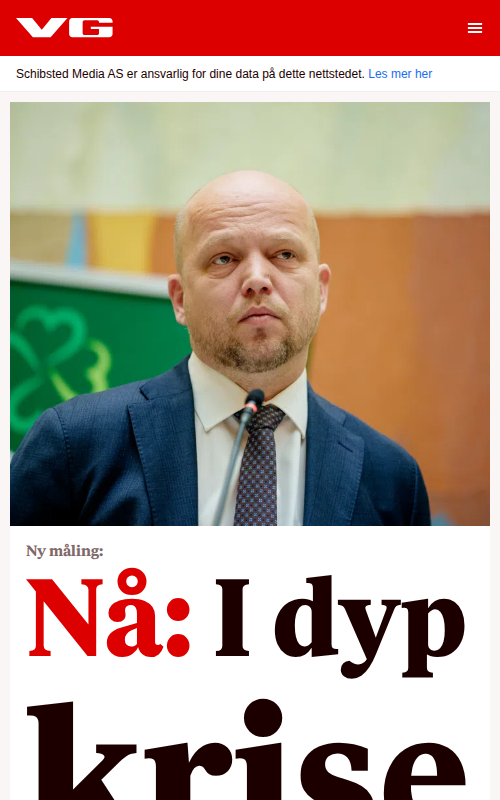 VG
Schibsted Media AS er ansvarlig for dine data på dette nettstedet. Les mer her
Ny måling:
Nå: I dyp
krise